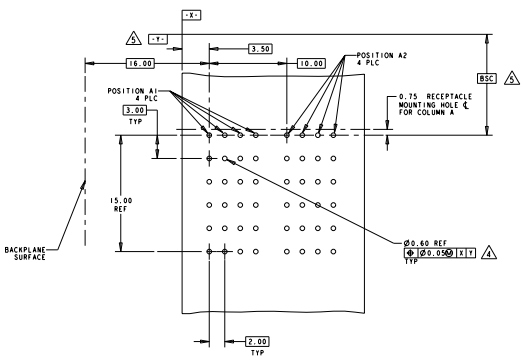 -X-
5
-Y-
3.50
16.00
10.00
POSITION A2
4 PLC
BSC
5
POSITION A1
4 PLC
0.75 RECEPTACLE
MOUNTING HOLE ℄
FOR COLUMN A
3.00
TYP
15.00
REF
BACKPLANE
SURFACE
Ø0.60 REF
⌖ Ø0.05Ⓜ X Y
4
TYP
2.00
TYP